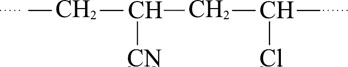 ····· — CH₂ — CH — CH₂ — CH — ·····
CN Cl